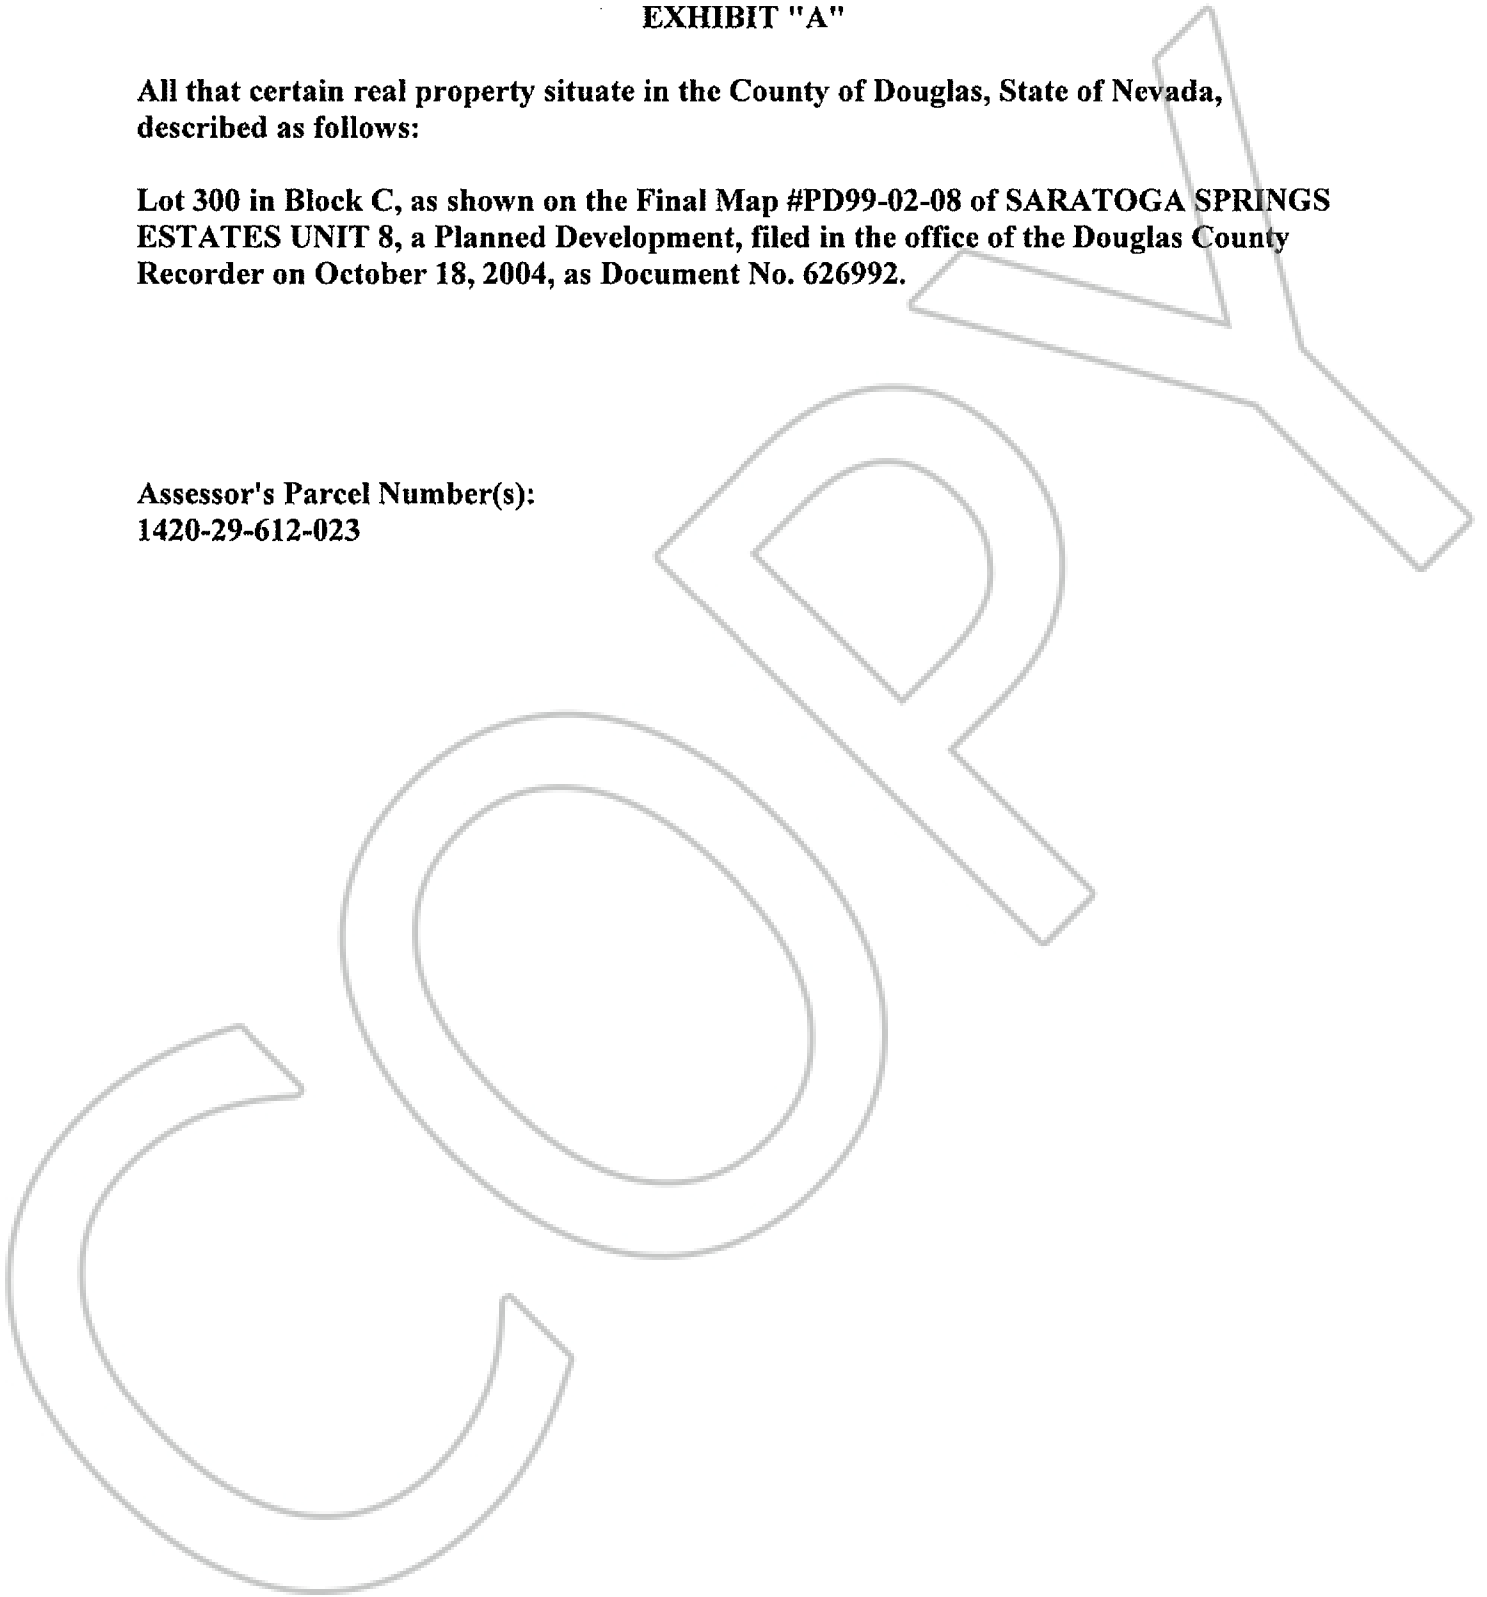 EXHIBIT "A"
All that certain real property situate in the County of Douglas, State of Nevada,
described as follows:
Lot 300 in Block C, as shown on the Final Map #PD99-02-08 of SARATOGA SPRINGS
ESTATES UNIT 8, a Planned Development, filed in the office of the Douglas County
Recorder on October 18, 2004, as Document No. 626992.
Assessor's Parcel Number(s):
1420-29-612-023
COPY